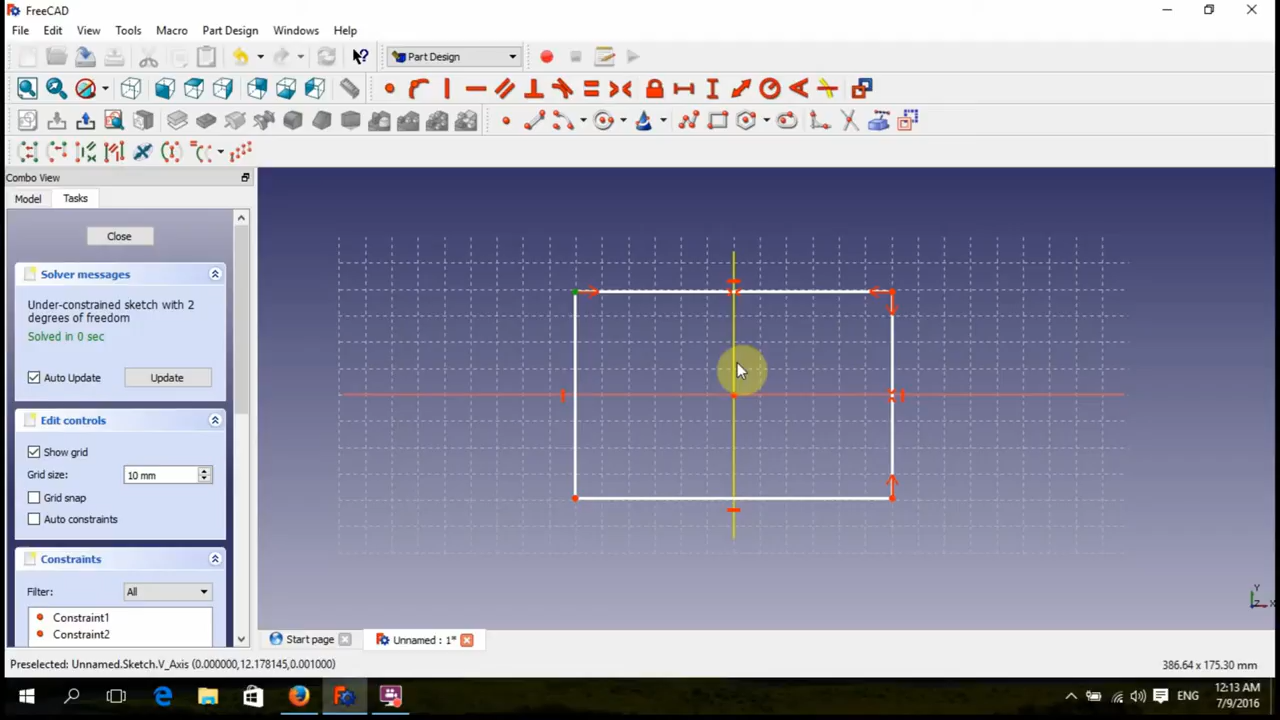 FreeCAD
File Edit View Tools Macro Part Design Windows Help
Part Design
Combo View
Model Tasks
Close
Solver messages
Under-constrained sketch with 2
degrees of freedom
Solved in 0 sec
Auto Update Update
Edit controls
Show grid
Grid size: 10 mm
Grid snap
Auto constraints
Constraints
Filter: All
Constraint1
Constraint2
Y
Z X
Start page Unnamed : 1*
Preselected: Unnamed.Sketch.V_Axis (0.000000,12.178145,0.001000) 386.64 x 175.30 mm
ENG
12:13 AM
7/9/2016